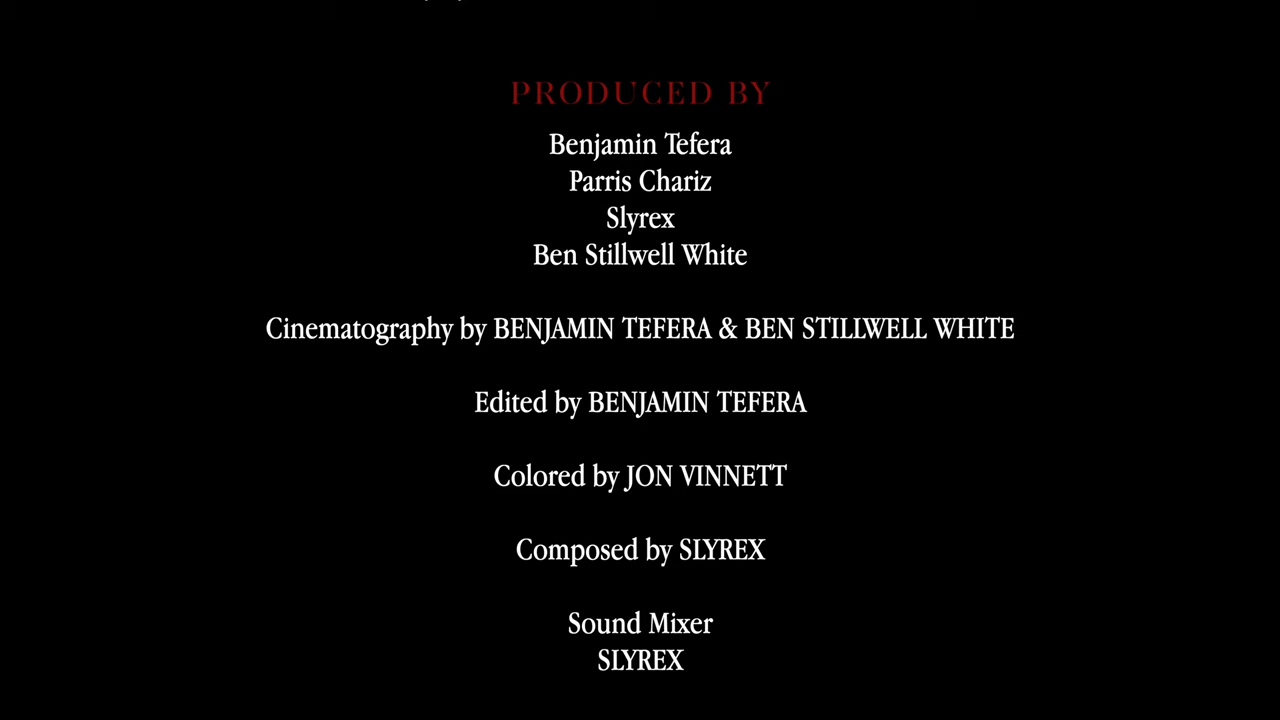 PRODUCED BY
Benjamin Tefera
Parris Chariz
Slyrex
Ben Stillwell White
Cinematography by BENJAMIN TEFERA & BEN STILLWELL WHITE
Edited by BENJAMIN TEFERA
Colored by JON VINNETT
Composed by SLYREX
Sound Mixer
SLYREX